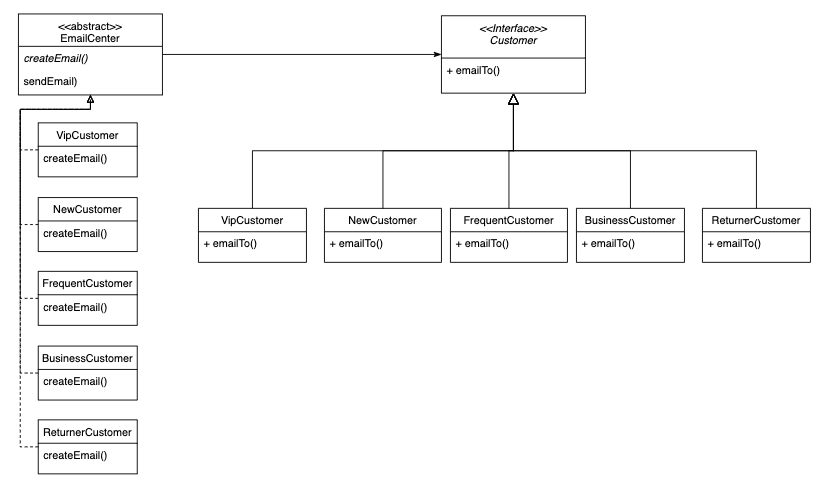 <<abstract>>
EmailCenter
createEmail()
sendEmail)
<<Interface>>
Customer
+ emailTo()
VipCustomer
createEmail()
NewCustomer
createEmail()
FrequentCustomer
createEmail()
BusinessCustomer
createEmail()
ReturnerCustomer
createEmail()
VipCustomer
+ emailTo()
NewCustomer
+ emailTo()
FrequentCustomer
+ emailTo()
BusinessCustomer
+ emailTo()
ReturnerCustomer
+ emailTo()